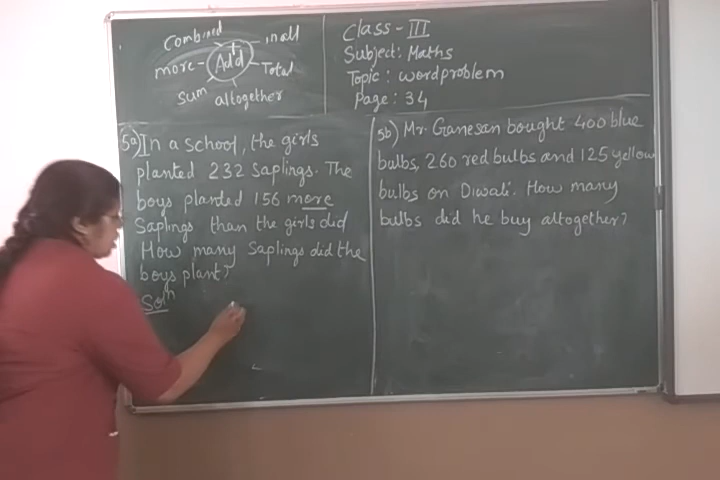 Combined
in all
more-
+
Add
Total
sum
altogether
Class - III
Subject: Maths
Topic: wordproblem
Page: 34
5a) In a school, the girls
planted 232 saplings. The
boys planted 156 more
Saplings than the girls did
How many Saplings did the
boys plant?
Soln
5b) Mr. Ganesan bought 400 blue
bulbs, 260 red bulbs and 125 yellow
bulbs on Diwali. How many
bulbs did he buy altogether?